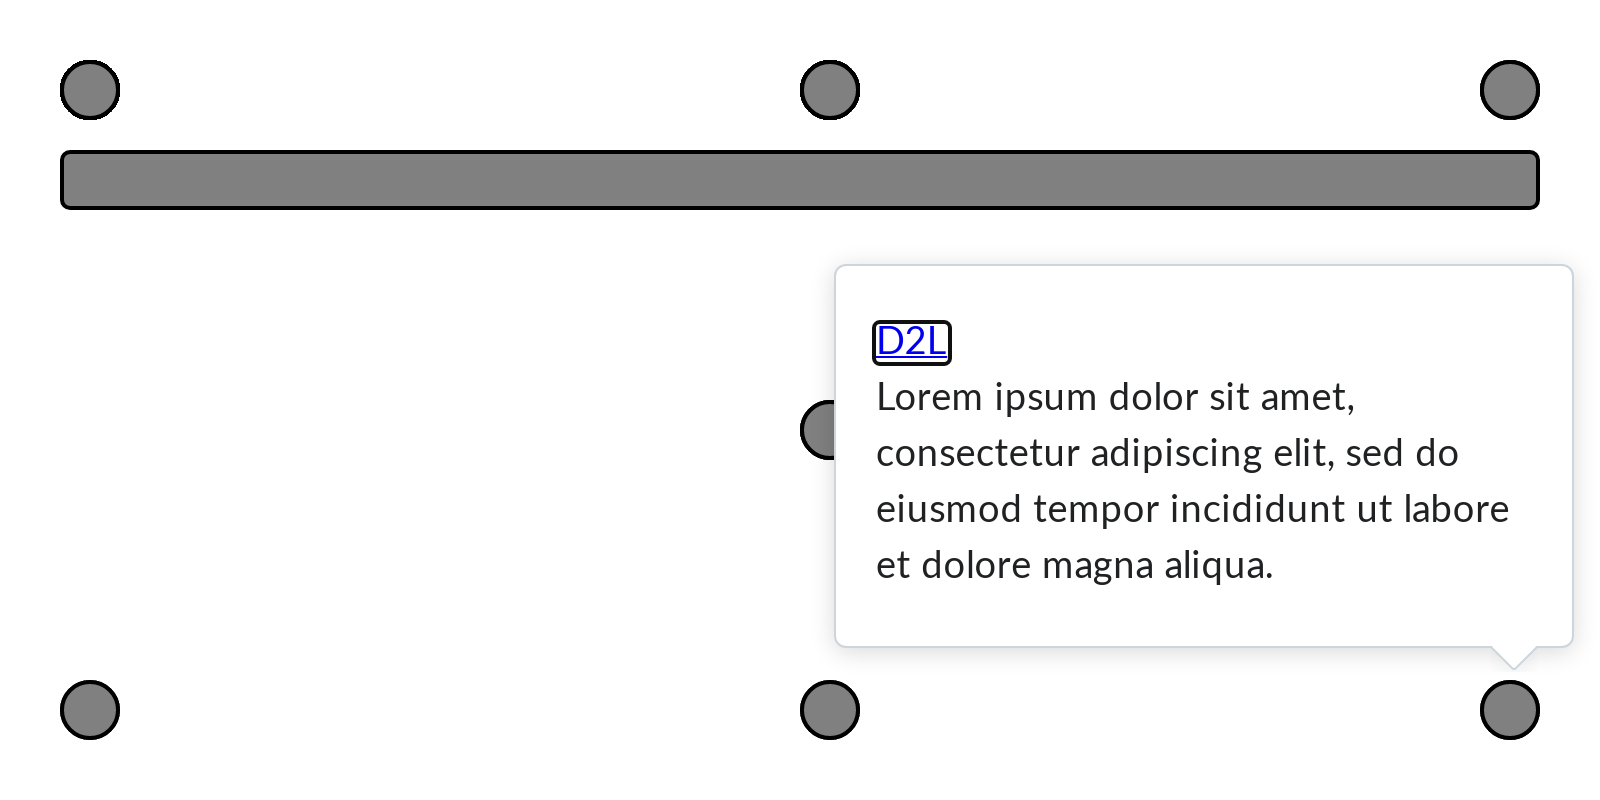 D2L
Lorem ipsum dolor sit amet,
consectetur adipiscing elit, sed do
eiusmod tempor incididunt ut labore
et dolore magna aliqua.